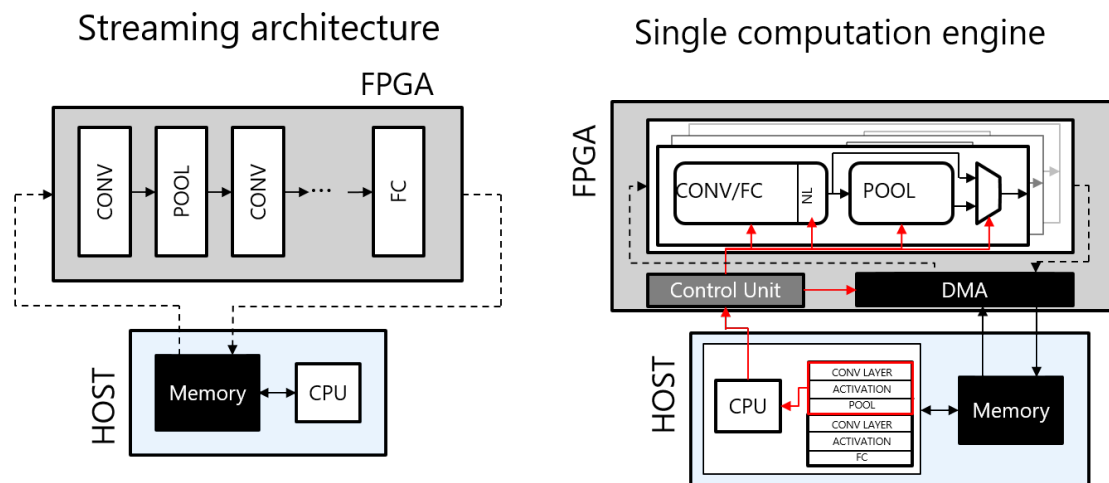 Streaming architecture
FPGA
CONV
POOL
CONV
...
FC
HOST
Memory
CPU
Single computation engine
FPGA
CONV/FC
NL
POOL
Control Unit
DMA
HOST
CPU
CONV LAYER
ACTIVATION
POOL
CONV LAYER
ACTIVATION
FC
Memory